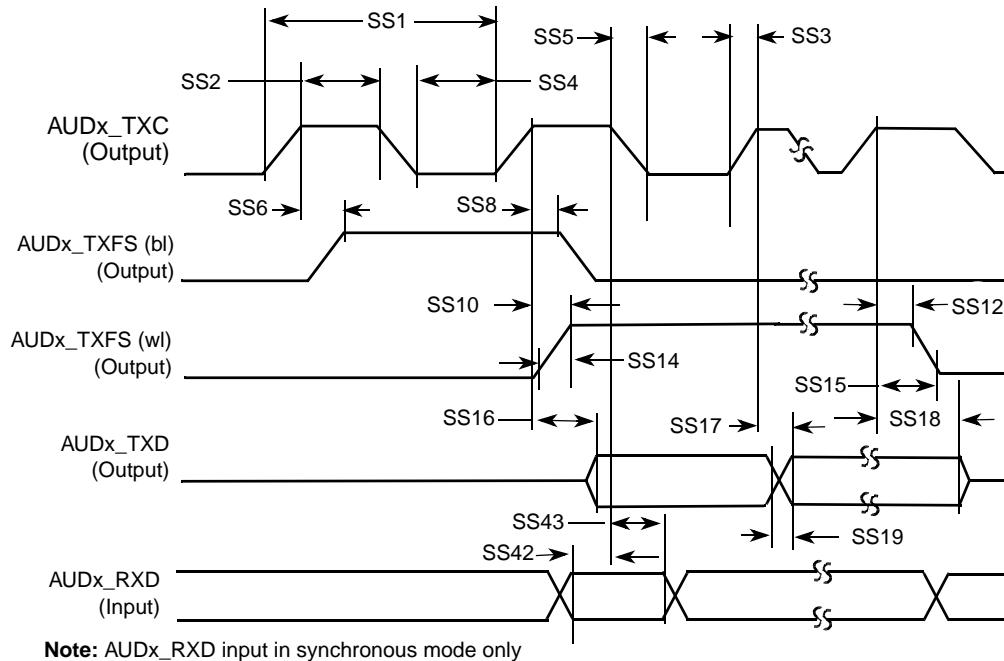 SS1
SS5
SS3
SS2
SS4
AUDx_TXC
(Output)
SS6
SS8
AUDx_TXFS (bl)
(Output)
SS10
SS12
AUDx_TXFS (wl)
(Output)
SS14
SS15
SS16
SS17
SS18
AUDx_TXD
(Output)
SS43
SS19
SS42
AUDx_RXD
(Input)
Note: AUDx_RXD input in synchronous mode only